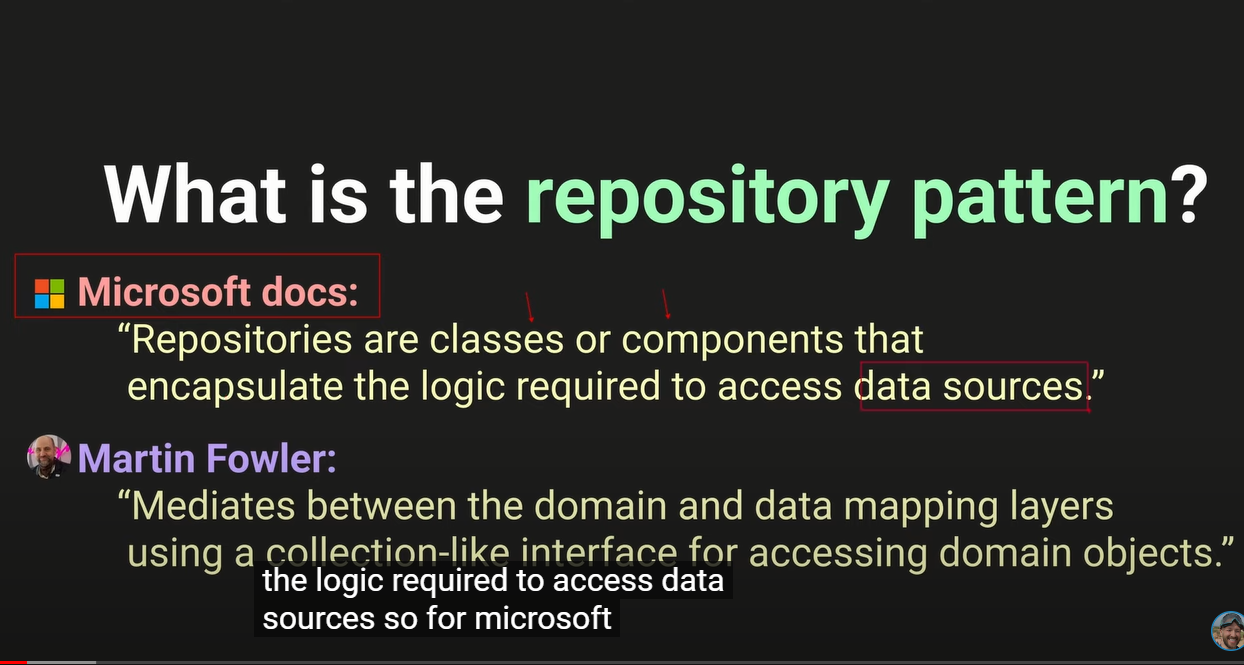 What is the repository pattern?
Microsoft docs:
“Repositories are classes or components that
encapsulate the logic required to access data sources.”
Martin Fowler:
“Mediates between the domain and data mapping layers
using a collection-like interface for accessing domain objects.”
the logic required to access data
sources so for microsoft